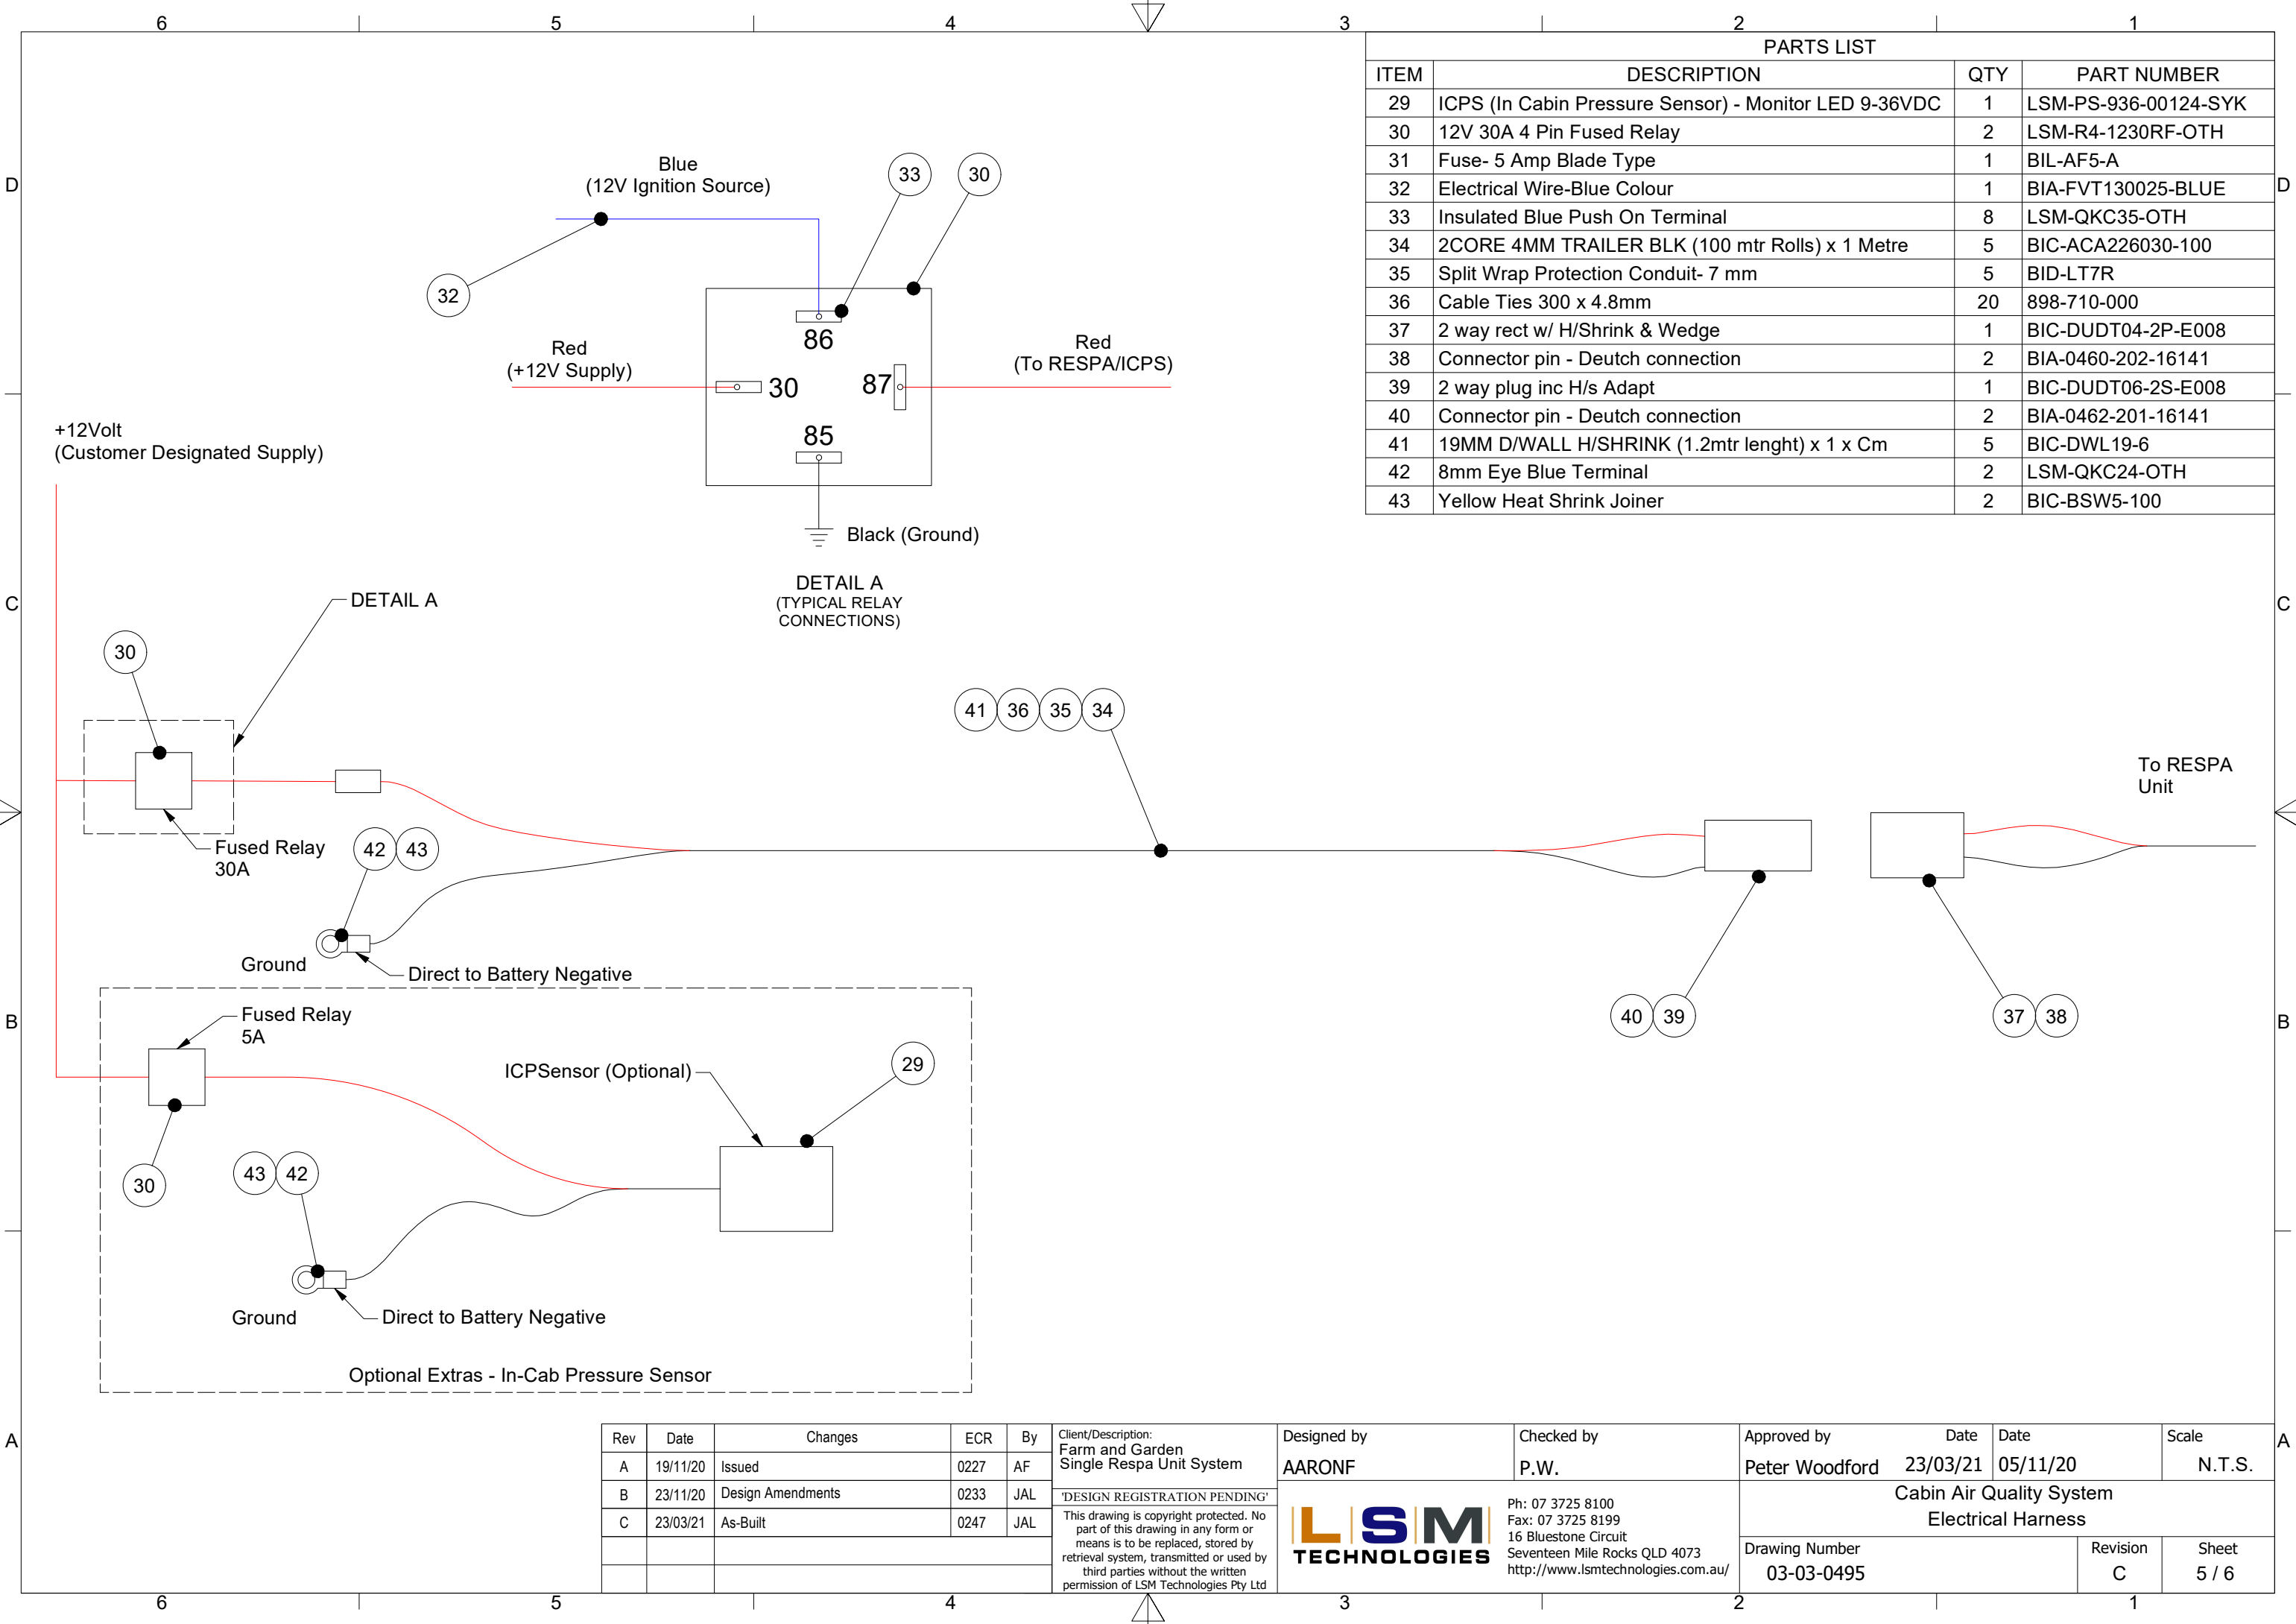 6 5 4 3 2 1
PARTS LIST
ITEM DESCRIPTION QTY PART NUMBER
29 ICPS (In Cabin Pressure Sensor) - Monitor LED 9-36VDC 1 LSM-PS-936-00124-SYK
30 12V 30A 4 Pin Fused Relay 2 LSM-R4-1230RF-OTH
31 Fuse- 5 Amp Blade Type 1 BIL-AF5-A
32 Electrical Wire-Blue Colour 1 BIA-FVT130025-BLUE
33 Insulated Blue Push On Terminal 8 LSM-QKC35-OTH
34 2CORE 4MM TRAILER BLK (100 mtr Rolls) x 1 Metre 5 BIC-ACA226030-100
35 Split Wrap Protection Conduit- 7 mm 5 BID-LT7R
36 Cable Ties 300 x 4.8mm 20 898-710-000
37 2 way rect w/ H/Shrink & Wedge 1 BIC-DUDT04-2P-E008
38 Connector pin - Deutch connection 2 BIA-0460-202-16141
39 2 way plug inc H/s Adapt 1 BIC-DUDT06-2S-E008
40 Connector pin - Deutch connection 2 BIA-0462-201-16141
41 19MM D/WALL H/SHRINK (1.2mtr lenght) x 1 x Cm 5 BIC-DWL19-6
42 8mm Eye Blue Terminal 2 LSM-QKC24-OTH
43 Yellow Heat Shrink Joiner 2 BIC-BSW5-100
D D
Blue
(12V Ignition Source)
33 30
32
86
Red
(+12V Supply)
30 87
Red
(To RESPA/ICPS)
85
Black (Ground)
DETAIL A
(TYPICAL RELAY
CONNECTIONS)
+12Volt
(Customer Designated Supply)
C C
DETAIL A
30
41 36 35 34
To RESPA
Unit
Fused Relay
30A
42 43
Ground
Direct to Battery Negative
40 39
37 38
B B
Fused Relay
5A
ICPSensor (Optional)
29
30
43 42
Ground
Direct to Battery Negative
Optional Extras - In-Cab Pressure Sensor
A A
Rev Date Changes ECR By
A 19/11/20 Issued 0227 AF
B 23/11/20 Design Amendments 0233 JAL
C 23/03/21 As-Built 0247 JAL
Client/Description:
Farm and Garden
Single Respa Unit System
'DESIGN REGISTRATION PENDING'
This drawing is copyright protected. No
part of this drawing in any form or
means is to be replaced, stored by
retrieval system, transmitted or used by
third parties without the written
permission of LSM Technologies Pty Ltd
Designed by
AARONF
Checked by
P.W.
Approved by Date
Peter Woodford 23/03/21
Date
05/11/20
Scale
N.T.S.
LSM
TECHNOLOGIES
Ph: 07 3725 8100
Fax: 07 3725 8199
16 Bluestone Circuit
Seventeen Mile Rocks QLD 4073
http://www.lsmtechnologies.com.au/
Cabin Air Quality System
Electrical Harness
Drawing Number
03-03-0495
Revision
C
Sheet
5 / 6
6 5 4 3 2 1